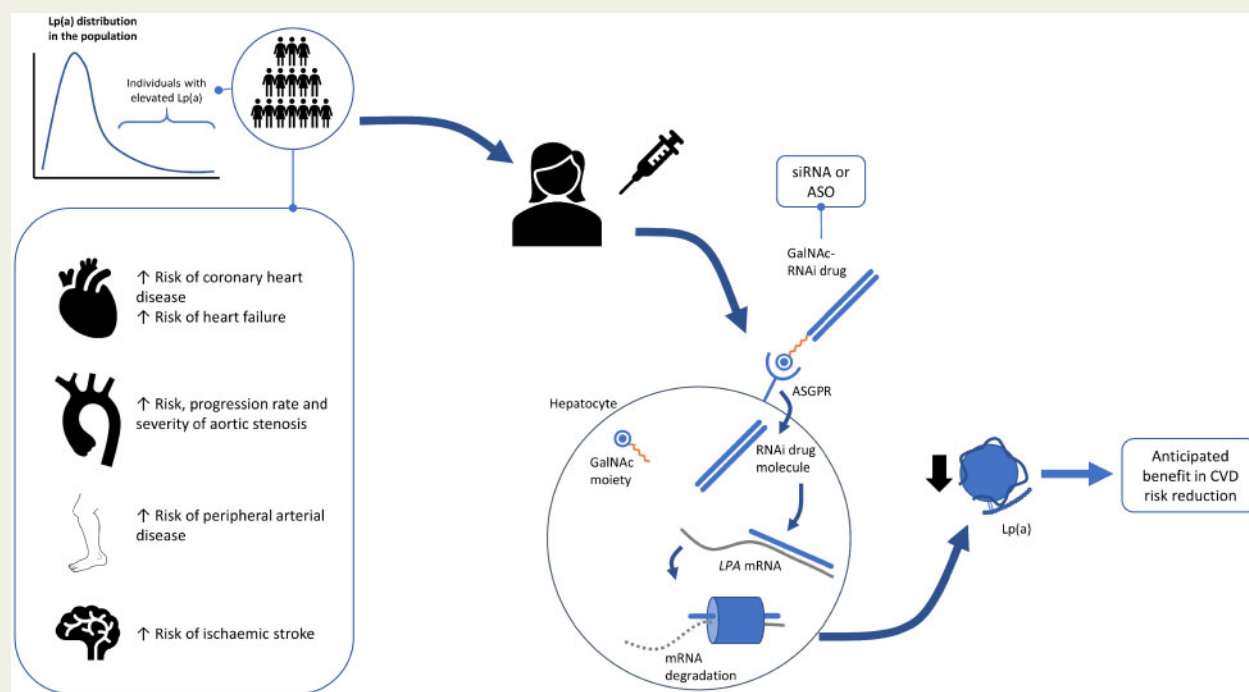 Lp(a) distribution
in the population
Individuals with
elevated Lp(a)
↑ Risk of coronary heart
disease
↑ Risk of heart failure
↑ Risk, progression rate and
severity of aortic stenosis
↑ Risk of peripheral arterial
disease
↑ Risk of ischaemic stroke
siRNA or
ASO
GalNAc-
RNAi drug
ASGPR
Hepatocyte
GalNAc
moiety
RNAi drug
molecule
LPA mRNA
mRNA
degradation
Lp(a)
Anticipated
benefit in CVD
risk reduction